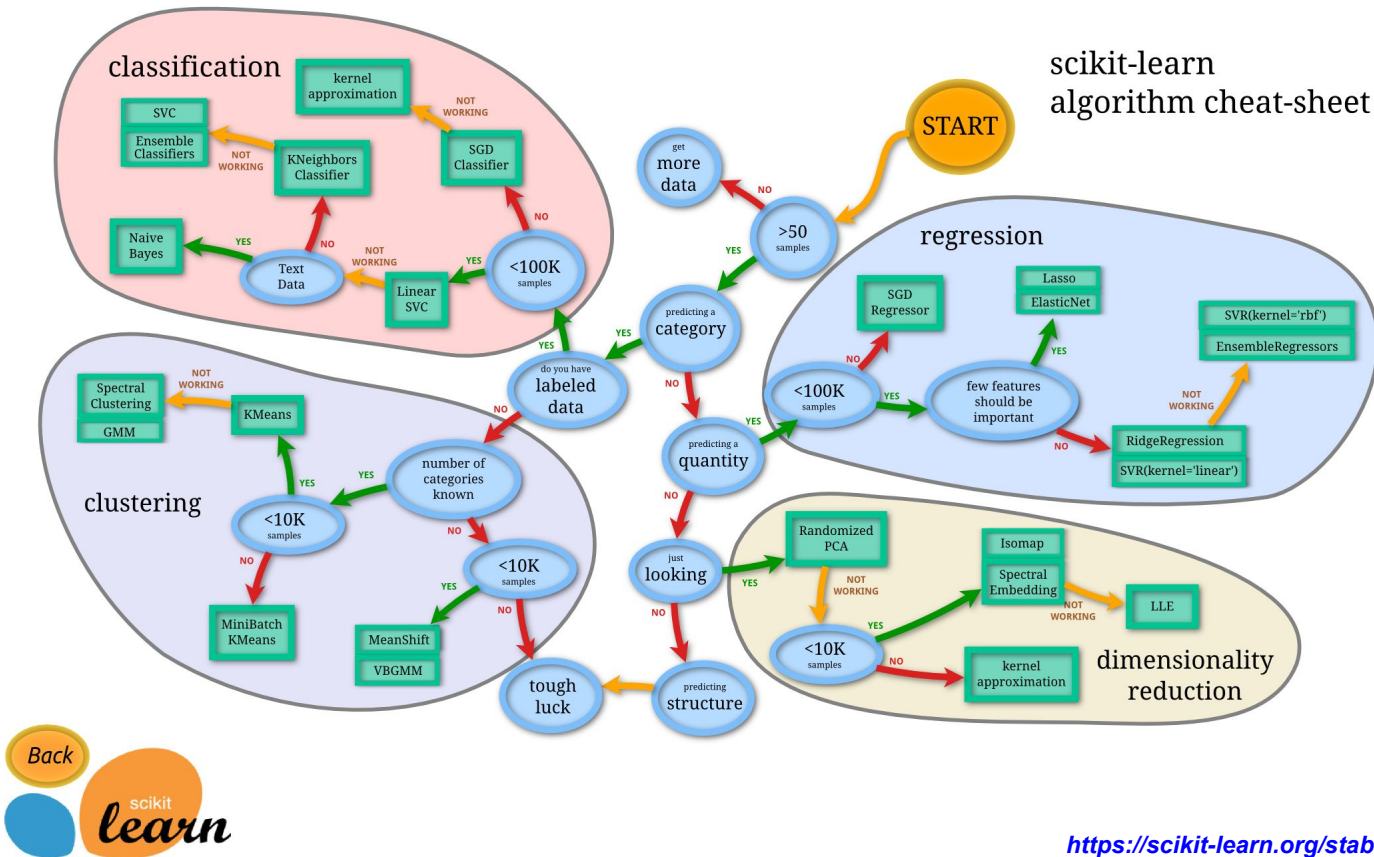 scikit-learn
algorithm cheat-sheet
START
classification
kernel
approximation
NOT
WORKING
SVC
Ensemble
Classifiers
NOT
WORKING
KNeighbors
Classifier
SGD
Classifier
NO
Naive
Bayes
YES
Text
Data
NO
NOT
WORKING
Linear
SVC
YES
<100K
samples
get
more
data
NO
>50
samples
YES
predicting a
category
YES
do you have
labeled
data
YES
NO
NO
predicting a
quantity
YES
NO
just
looking
YES
NO
predicting
structure
tough
luck
regression
SGD
Regressor
NO
<100K
samples
YES
Lasso
ElasticNet
YES
few features
should be
important
NO
SVR(kernel='rbf')
EnsembleRegressors
NOT
WORKING
RidgeRegression
SVR(kernel='linear')
clustering
Spectral
Clustering
GMM
NOT
WORKING
KMeans
YES
<10K
samples
YES
number of
categories
known
NO
NO
MiniBatch
KMeans
<10K
samples
YES
NO
MeanShift
VBGMM
Randomized
PCA
NOT
WORKING
<10K
samples
YES
NO
Isomap
Spectral
Embedding
NOT
WORKING
LLE
kernel
approximation
dimensionality
reduction
Back
scikit
learn
https://scikit-learn.org/stab